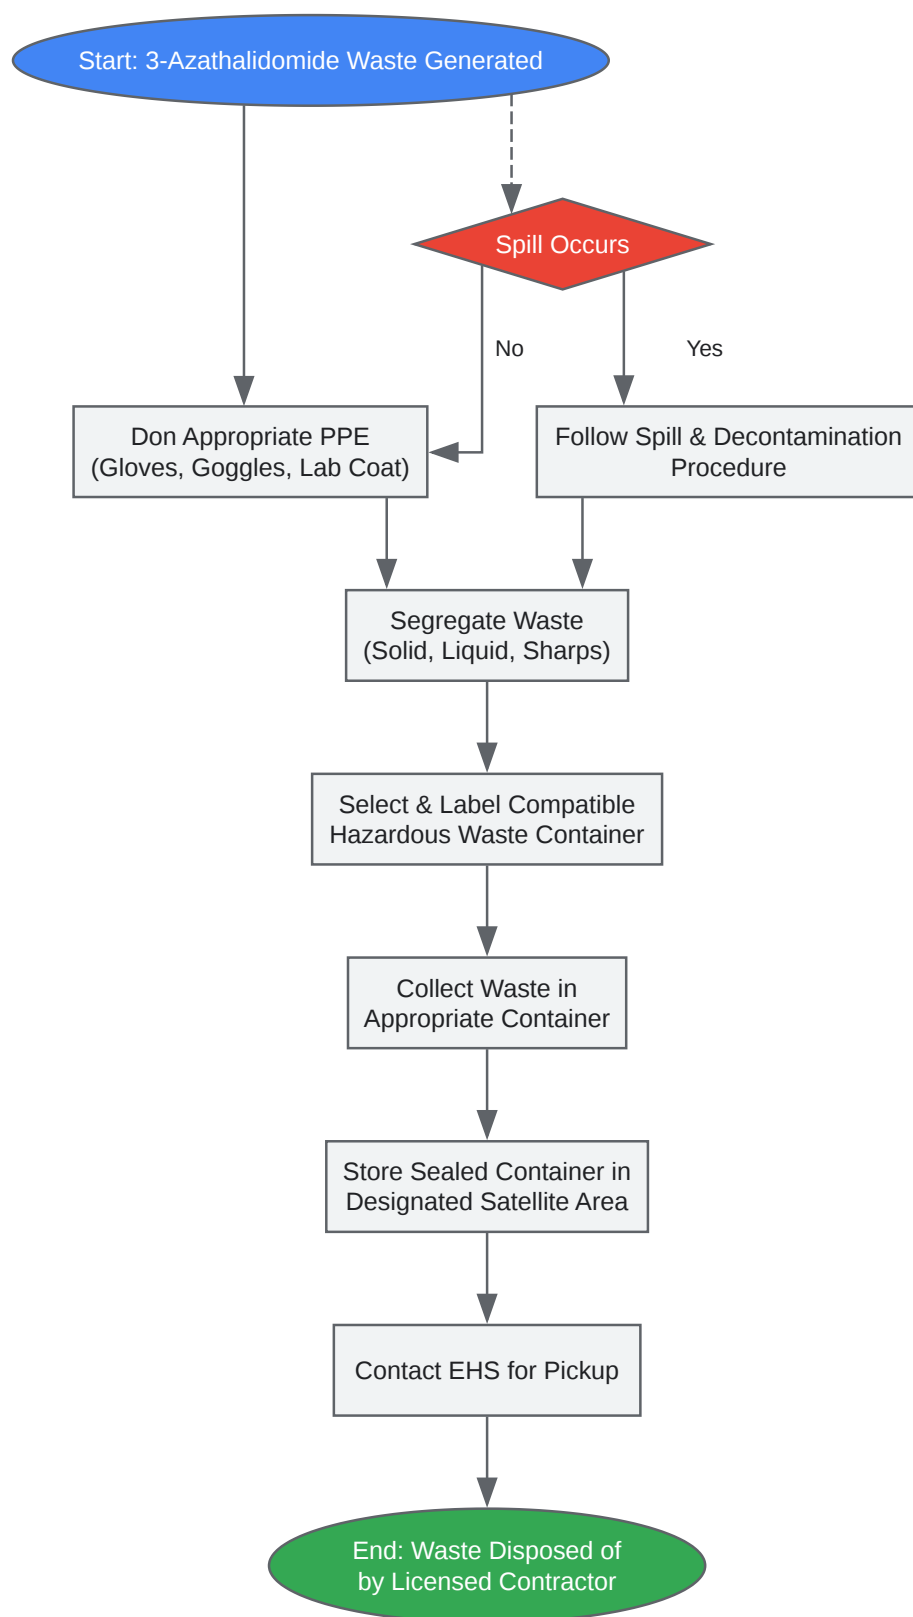 Start: 3-Azathalidomide Waste Generated
Spill Occurs
No
Yes
Don Appropriate PPE
(Gloves, Goggles, Lab Coat)
Follow Spill & Decontamination
Procedure
Segregate Waste
(Solid, Liquid, Sharps)
Select & Label Compatible
Hazardous Waste Container
Collect Waste in
Appropriate Container
Store Sealed Container in
Designated Satellite Area
Contact EHS for Pickup
End: Waste Disposed of
by Licensed Contractor